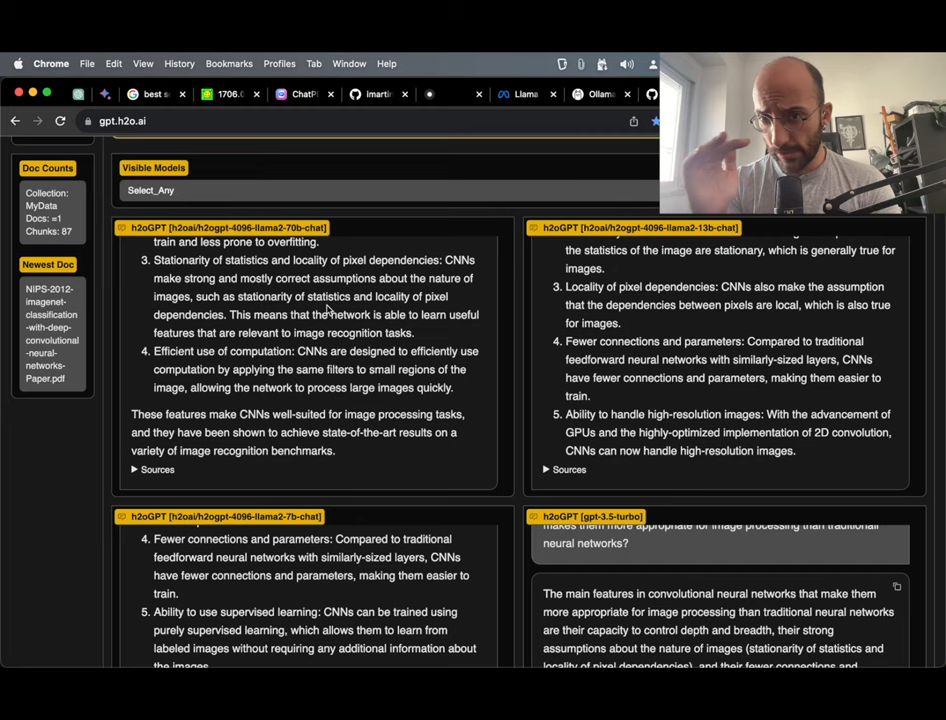 Chrome File Edit View History Bookmarks Profiles Tab Window Help
best s
1706.0
ChatPI
imartin
Llama
Ollama
gpt.h2o.ai
Doc Counts
Collection:
MyData
Docs: =1
Chunks: 87
Newest Doc
NIPS-2012-
imagenet-
classification
-with-deep-
convolutional
-neural-
networks-
Paper.pdf
Visible Models
Select_Any
h2oGPT [h2oai/h2ogpt-4096-llama2-70b-chat]
train and less prone to overfitting.
3. Stationarity of statistics and locality of pixel dependencies: CNNs
make strong and mostly correct assumptions about the nature of
images, such as stationarity of statistics and locality of pixel
dependencies. This means that the network is able to learn useful
features that are relevant to image recognition tasks.
4. Efficient use of computation: CNNs are designed to efficiently use
computation by applying the same filters to small regions of the
image, allowing the network to process large images quickly.
These features make CNNs well-suited for image processing tasks,
and they have been shown to achieve state-of-the-art results on a
variety of image recognition benchmarks.
Sources
h2oGPT [h2oai/h2ogpt-4096-llama2-13b-chat]
the statistics of the image are stationary, which is generally true for
images.
3. Locality of pixel dependencies: CNNs also make the assumption
that the dependencies between pixels are local, which is also true
for images.
4. Fewer connections and parameters: Compared to traditional
feedforward neural networks with similarly-sized layers, CNNs
have fewer connections and parameters, making them easier to
train.
5. Ability to handle high-resolution images: With the advancement of
GPUs and the highly-optimized implementation of 2D convolution,
CNNs can now handle high-resolution images.
Sources
h2oGPT [h2oai/h2ogpt-4096-llama2-7b-chat]
4. Fewer connections and parameters: Compared to traditional
feedforward neural networks with similarly-sized layers, CNNs
have fewer connections and parameters, making them easier to
train.
5. Ability to use supervised learning: CNNs can be trained using
purely supervised learning, which allows them to learn from
labeled images without requiring any additional information about
the images.
h2oGPT [gpt-3.5-turbo]
makes them more appropriate for image processing than traditional
neural networks?
The main features in convolutional neural networks that make them
more appropriate for image processing than traditional neural networks
are their capacity to control depth and breadth, their strong
assumptions about the nature of images (stationarity of statistics and
locality of pixel dependencies), and their fewer connections and